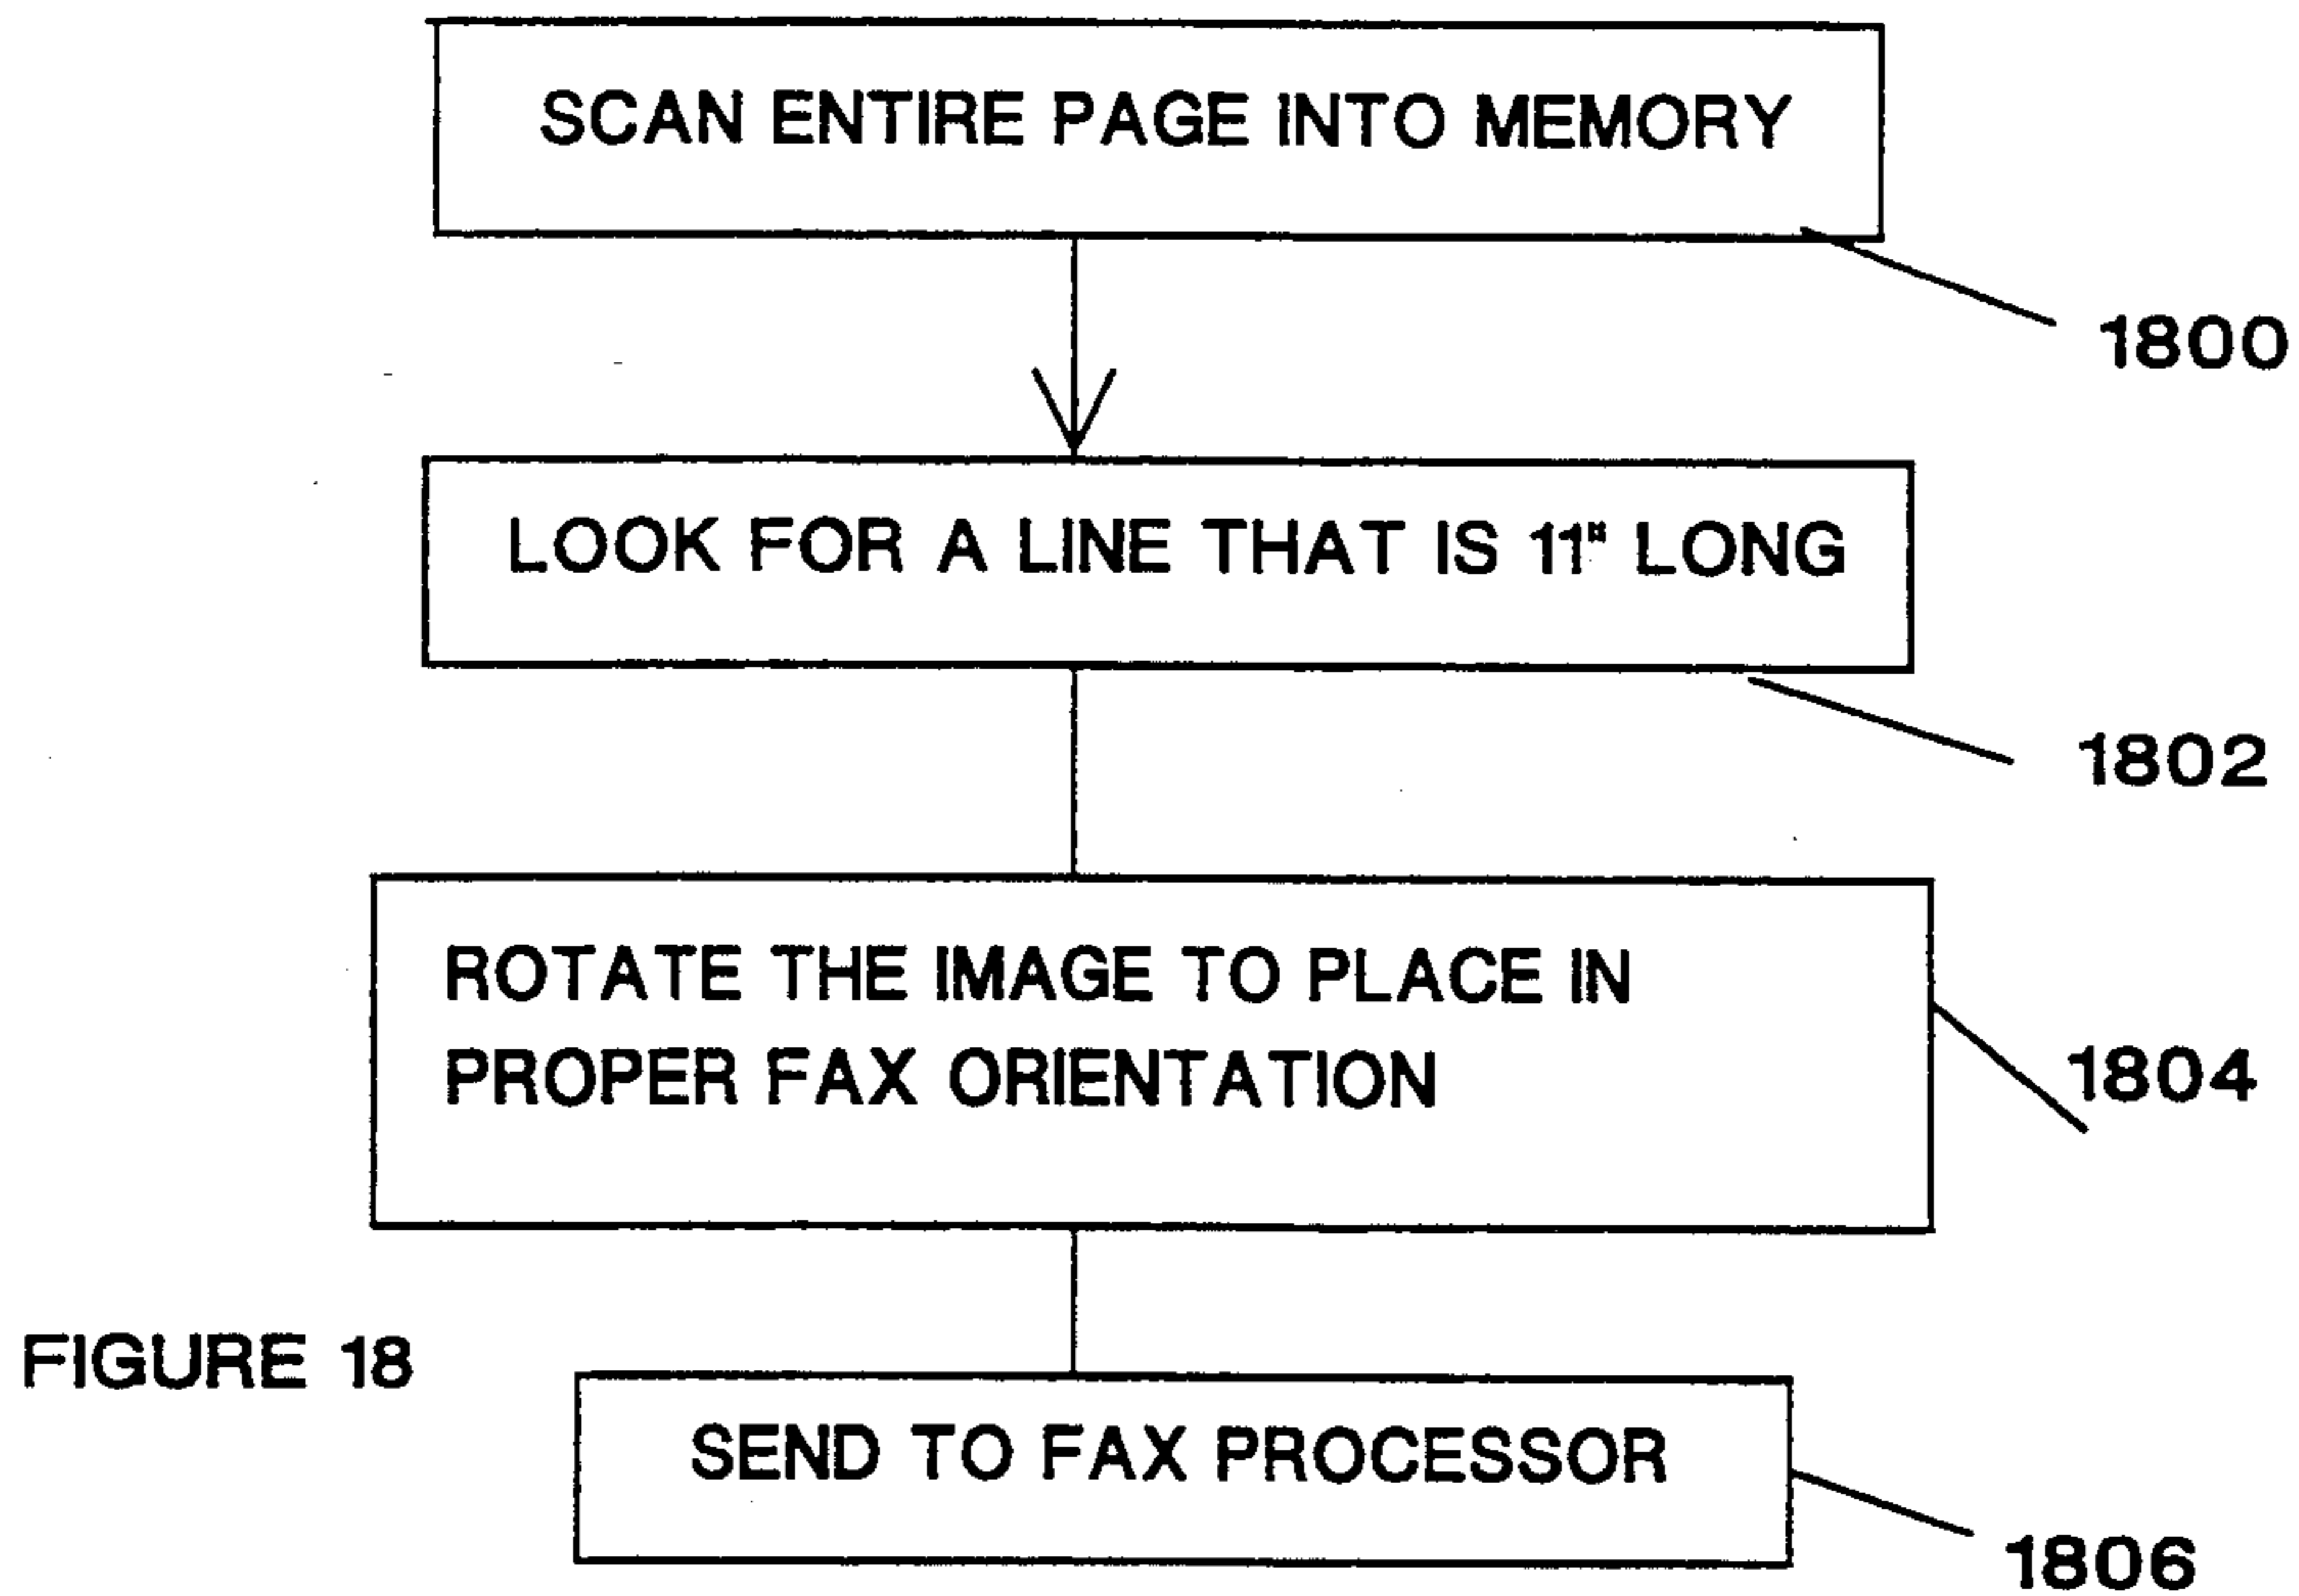 SCAN ENTIRE PAGE INTO MEMORY
1800
LOOK FOR A LINE THAT IS 11" LONG
1802
ROTATE THE IMAGE TO PLACE IN
PROPER FAX ORIENTATION
1804
FIGURE 18
SEND TO FAX PROCESSOR
1806